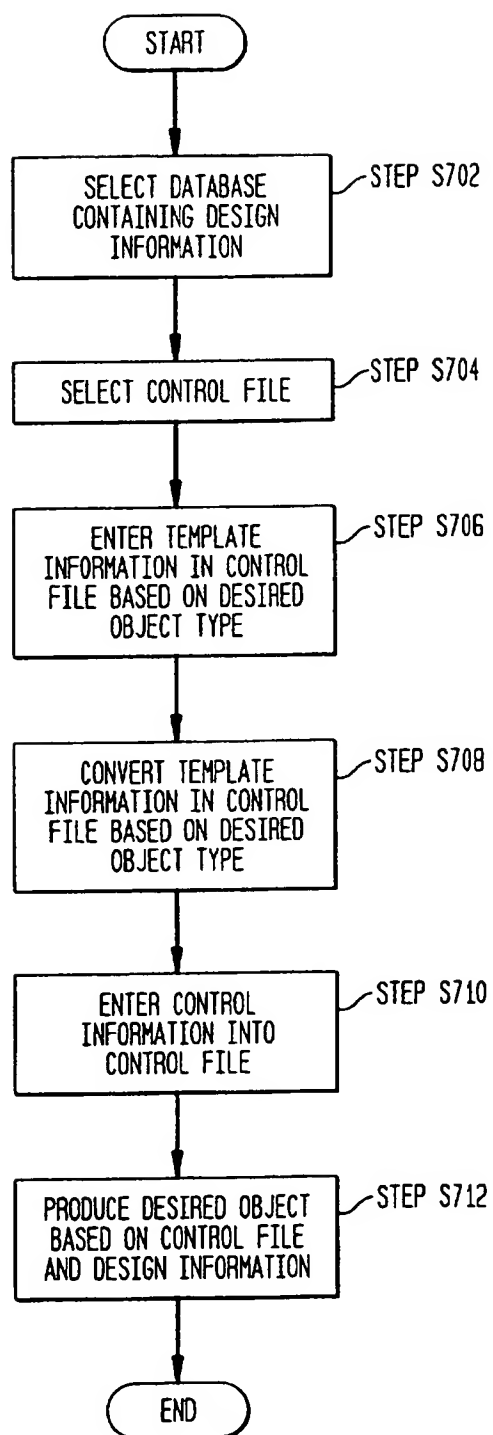 START
SELECT DATABASE
CONTAINING DESIGN
INFORMATION
STEP S702
SELECT CONTROL FILE
STEP S704
ENTER TEMPLATE
INFORMATION IN CONTROL
FILE BASED ON DESIRED
OBJECT TYPE
STEP S706
CONVERT TEMPLATE
INFORMATION IN CONTROL
FILE BASED ON DESIRED
OBJECT TYPE
STEP S708
ENTER CONTROL
INFORMATION INTO
CONTROL FILE
STEP S710
PRODUCE DESIRED OBJECT
BASED ON CONTROL FILE
AND DESIGN INFORMATION
STEP S712
END